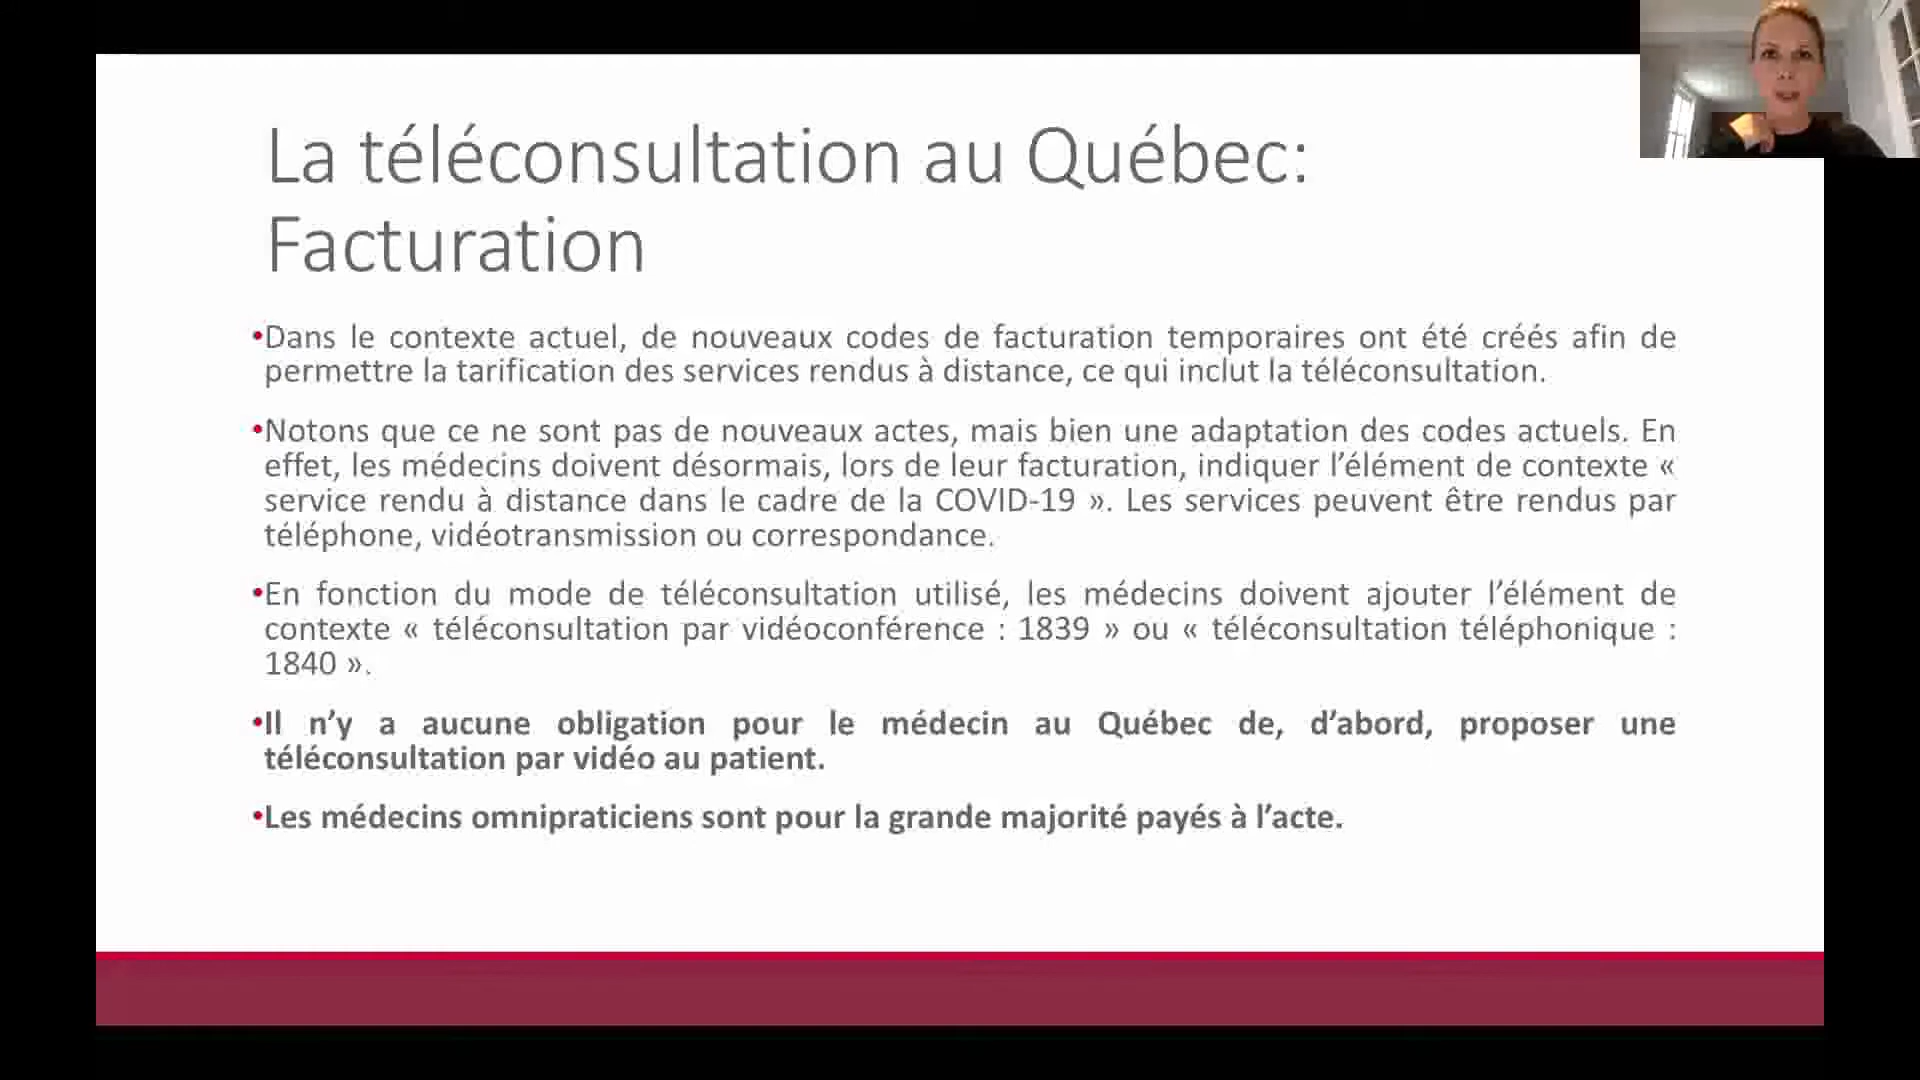 La téléconsultation au Québec:
Facturation
•Dans le contexte actuel, de nouveaux codes de facturation temporaires ont été créés afin de
permettre la tarification des services rendus à distance, ce qui inclut la téléconsultation.
•Notons que ce ne sont pas de nouveaux actes, mais bien une adaptation des codes actuels. En
effet, les médecins doivent désormais, lors de leur facturation, indiquer l’élément de contexte «
service rendu à distance dans le cadre de la COVID-19 ». Les services peuvent être rendus par
téléphone, vidéotransmission ou correspondance.
•En fonction du mode de téléconsultation utilisé, les médecins doivent ajouter l’élément de
contexte « téléconsultation par vidéoconférence : 1839 » ou « téléconsultation téléphonique :
1840 ».
•Il n’y a aucune obligation pour le médecin au Québec de, d’abord, proposer une
téléconsultation par vidéo au patient.
•Les médecins omnipraticiens sont pour la grande majorité payés à l’acte.